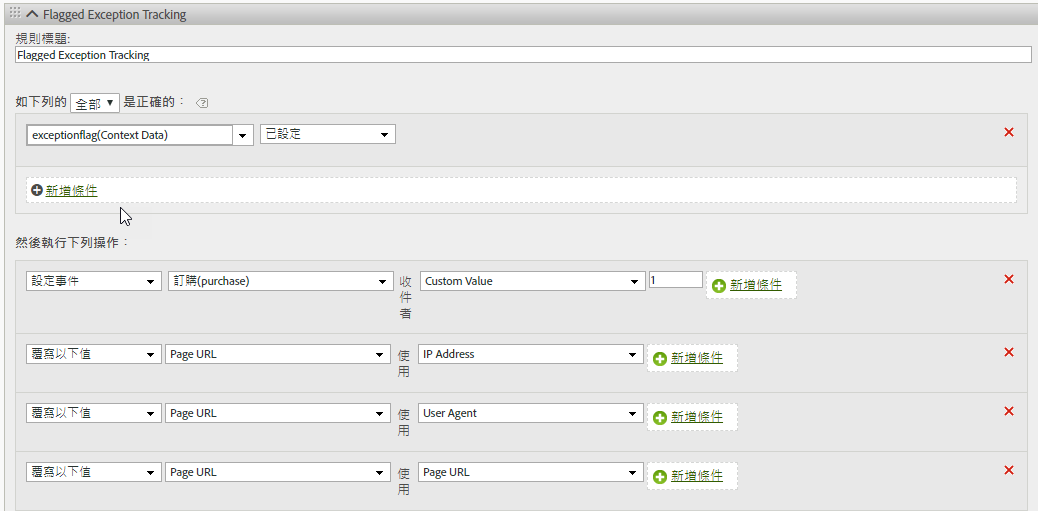 Flagged Exception Tracking
規則標題:
Flagged Exception Tracking
如下列的 全部 是正確的：
exceptionflag(Context Data) 已設定
新增條件
然後執行下列操作：
設定事件 訂購(purchase) 收件者 Custom Value 1 新增條件
覆寫以下值 Page URL 使用 IP Address 新增條件
覆寫以下值 Page URL 使用 User Agent 新增條件
覆寫以下值 Page URL 使用 Page URL 新增條件